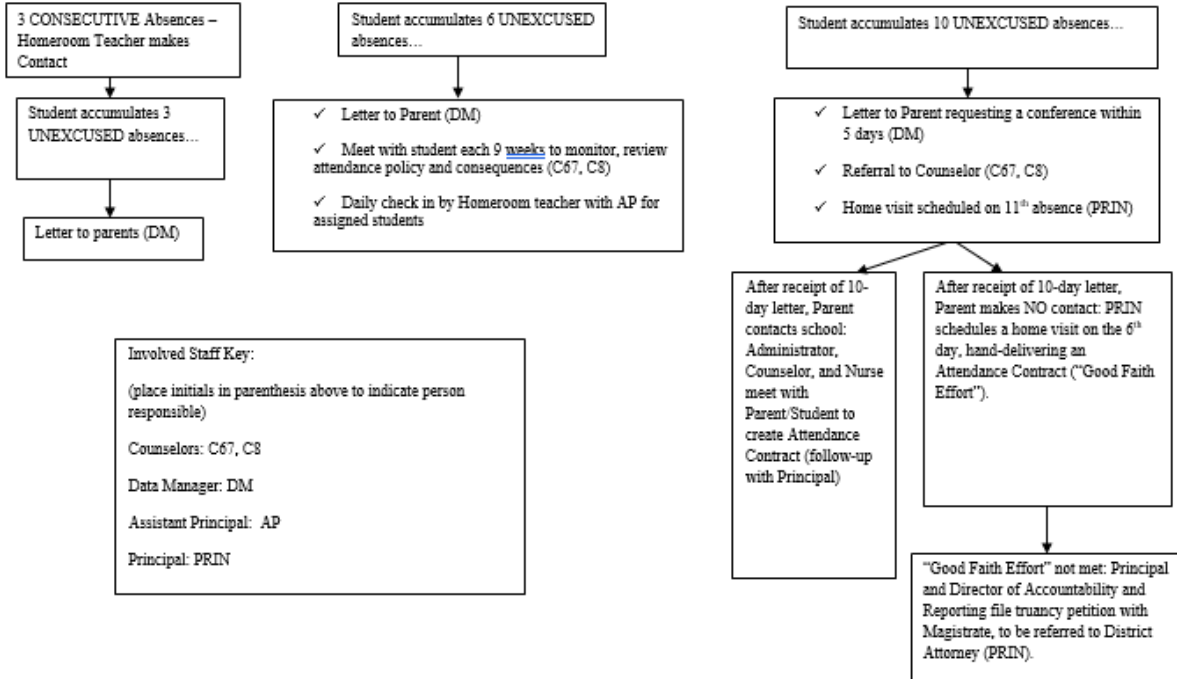 3 CONSECUTIVE Absences –
Homeroom Teacher makes
Contact
Student accumulates 3
UNEXCUSED absences…
Letter to parents (DM)
Student accumulates 6 UNEXCUSED
absences…
✓ Letter to Parent (DM)
✓ Meet with student each 9 weeks to monitor, review
attendance policy and consequences (C67, C8)
✓ Daily check in by Homeroom teacher with AP for
assigned students
Student accumulates 10 UNEXCUSED absences…
✓ Letter to Parent requesting a conference within
5 days (DM)
✓ Referral to Counselor (C67, C8)
✓ Home visit scheduled on 11th absence (PRIN)
After receipt of 10-
day letter, Parent
contacts school:
Administrator,
Counselor, and Nurse
meet with
Parent/Student to
create Attendance
Contract (follow-up
with Principal)
After receipt of 10-day letter,
Parent makes NO contact: PRIN
schedules a home visit on the 6th
day, hand-delivering an
Attendance Contract (“Good Faith
Effort”).
“Good Faith Effort” not met: Principal
and Director of Accountability and
Reporting file truancy petition with
Magistrate, to be referred to District
Attorney (PRIN).
Involved Staff Key:
(place initials in parenthesis above to indicate person
responsible)
Counselors: C67, C8
Data Manager: DM
Assistant Principal: AP
Principal: PRIN